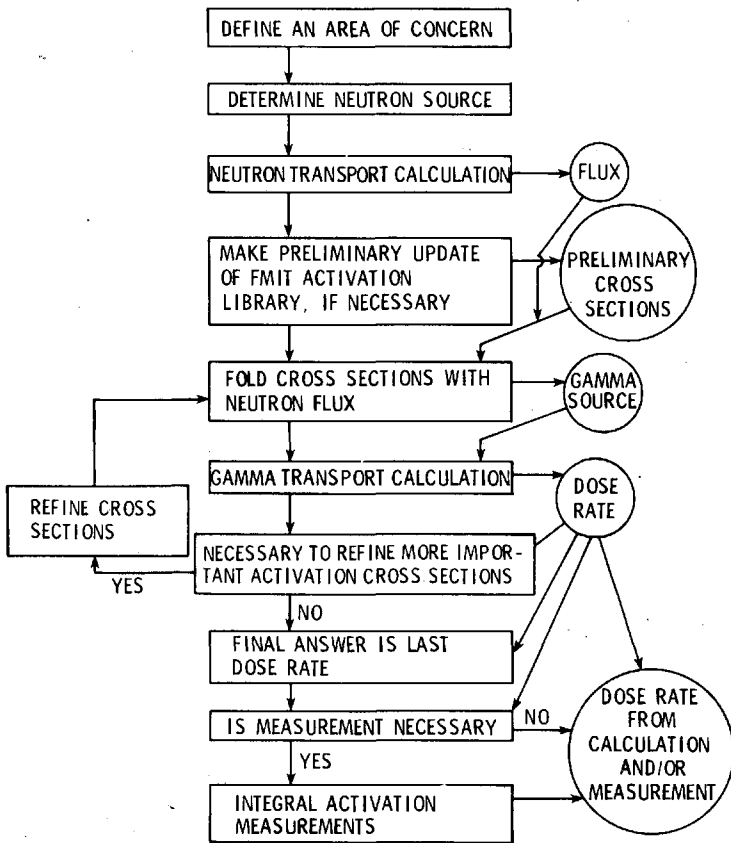 DEFINE AN AREA OF CONCERN
DETERMINE NEUTRON SOURCE
NEUTRON TRANSPORT CALCULATION
FLUX
MAKE PRELIMINARY UPDATE
OF FMIT ACTIVATION
LIBRARY, IF NECESSARY
PRELIMINARY
CROSS
SECTIONS
FOLD CROSS SECTIONS WITH
NEUTRON FLUX
GAMMA
SOURCE
GAMMA TRANSPORT CALCULATION
DOSE
RATE
REFINE CROSS
SECTIONS
NECESSARY TO REFINE MORE IMPOR-
TANT ACTIVATION CROSS SECTIONS
YES
NO
FINAL ANSWER IS LAST
DOSE RATE
IS MEASUREMENT NECESSARY
NO
YES
DOSE RATE
FROM
CALCULATION
AND/OR
MEASUREMENT
INTEGRAL ACTIVATION
MEASUREMENTS